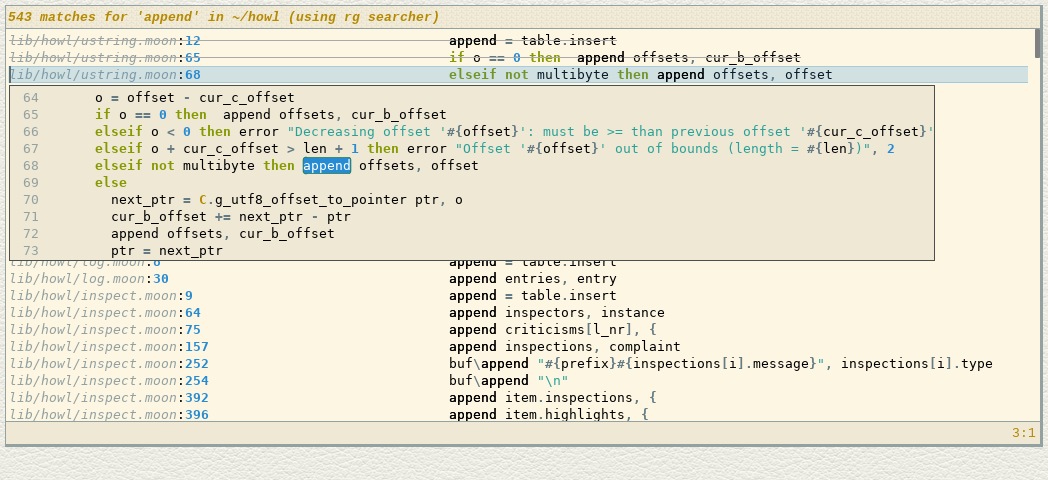 543 matches for 'append' in ~/howl (using rg searcher)
lib/howl/ustring.moon:12 append = table.insert
lib/howl/ustring.moon:65 if o == 0 then  append offsets, cur_b_offset
lib/howl/ustring.moon:68 elseif not multibyte then append offsets, offset
64 o = offset - cur_c_offset
65 if o == 0 then  append offsets, cur_b_offset
66 elseif o < 0 then error "Decreasing offset '#{offset}': must be >= than previous offset '#{cur_c_offset}'
67 elseif o + cur_c_offset > len + 1 then error "Offset '#{offset}' out of bounds (length = #{len})", 2
68 elseif not multibyte then append offsets, offset
69 else
70 next_ptr = C.g_utf8_offset_to_pointer ptr, o
71 cur_b_offset += next_ptr - ptr
72 append offsets, cur_b_offset
73 ptr = next_ptr
lib/howl/log.moon:8 append = table.insert
lib/howl/log.moon:30 append entries, entry
lib/howl/inspect.moon:9 append = table.insert
lib/howl/inspect.moon:64 append inspectors, instance
lib/howl/inspect.moon:75 append criticisms[l_nr], {
lib/howl/inspect.moon:157 append inspections, complaint
lib/howl/inspect.moon:252 buf\append "#{prefix}#{inspections[i].message}", inspections[i].type
lib/howl/inspect.moon:254 buf\append "\n"
lib/howl/inspect.moon:392 append item.inspections, {
lib/howl/inspect.moon:396 append item.highlights, {
3:1